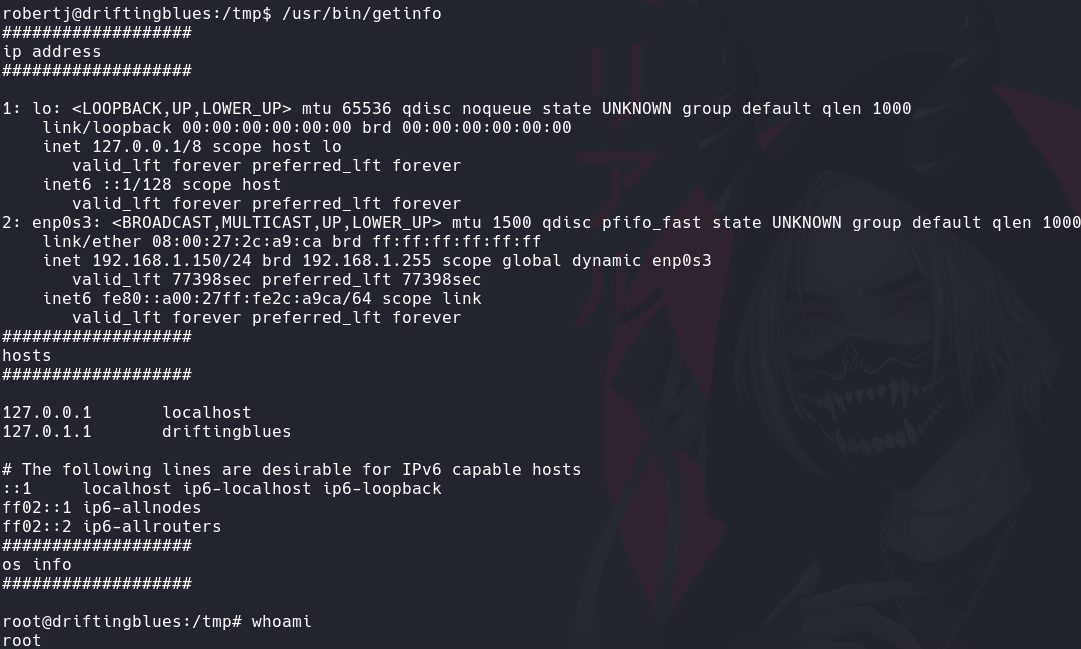 robertj@driftingblues:/tmp$ /usr/bin/getinfo
###################
ip address
###################
1: lo: <LOOPBACK,UP,LOWER_UP> mtu 65536 qdisc noqueue state UNKNOWN group default qlen 1000
    link/loopback 00:00:00:00:00:00 brd 00:00:00:00:00:00
    inet 127.0.0.1/8 scope host lo
       valid_lft forever preferred_lft forever
    inet6 ::1/128 scope host
       valid_lft forever preferred_lft forever
2: enp0s3: <BROADCAST,MULTICAST,UP,LOWER_UP> mtu 1500 qdisc pfifo_fast state UNKNOWN group default qlen 1000
    link/ether 08:00:27:2c:a9:ca brd ff:ff:ff:ff:ff:ff
    inet 192.168.1.150/24 brd 192.168.1.255 scope global dynamic enp0s3
       valid_lft 77398sec preferred_lft 77398sec
    inet6 fe80::a00:27ff:fe2c:a9ca/64 scope link
       valid_lft forever preferred_lft forever
###################
hosts
###################
127.0.0.1       localhost
127.0.1.1       driftingblues
# The following lines are desirable for IPv6 capable hosts
::1     localhost ip6-localhost ip6-loopback
ff02::1 ip6-allnodes
ff02::2 ip6-allrouters
###################
os info
###################
root@driftingblues:/tmp# whoami
root